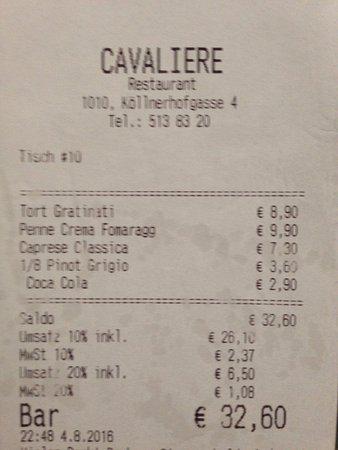 CAVALIERE
Restaurant
1010, Köllnerhofgasse 4
Tel.: 513 83 20
Tisch #10
Tort Gratinati € 8,90
Penne Crema Fomaragg € 9,90
Caprese Classica € 7,30
1/8 Pinot Grigio € 3,60
Coca Cola € 2,90
Saldo € 32,60
Umsatz 10% inkl. € 26,10
MwSt 10% € 2,37
Umsatz 20% inkl. € 6,50
MwSt 20% € 1,08
Bar € 32,60
22:48 4.8.2016